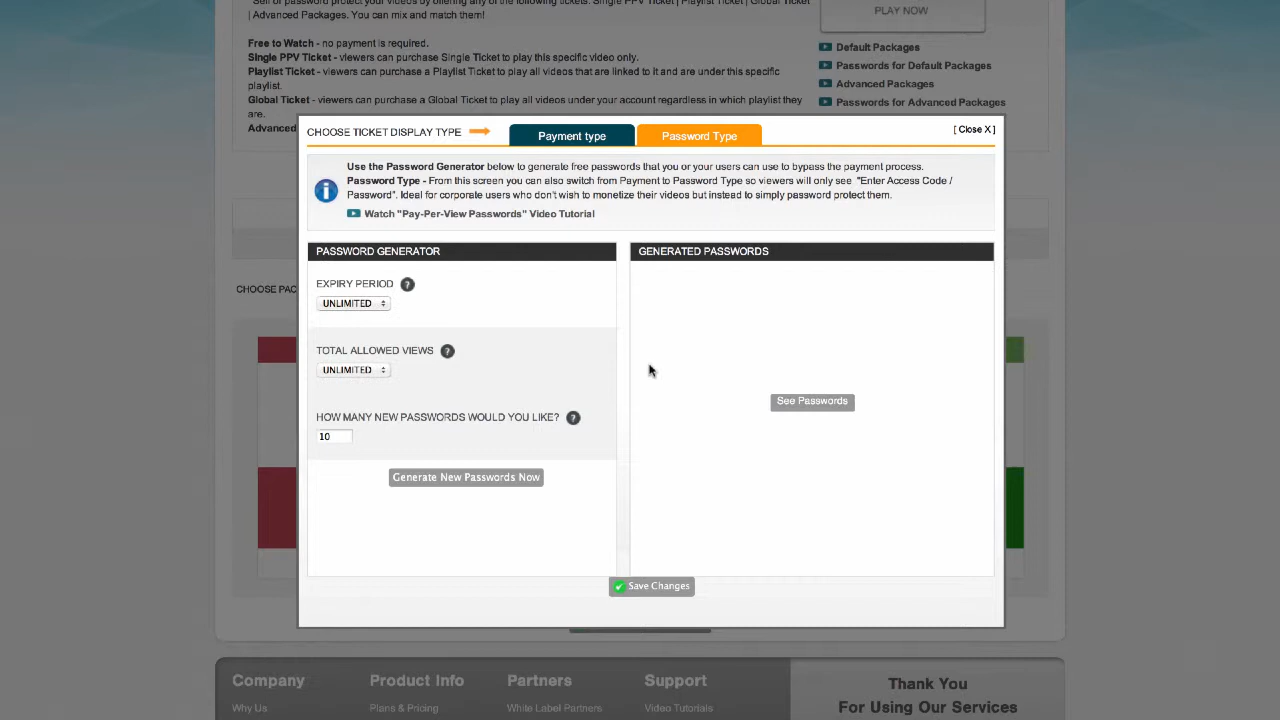 "Sell or password protect your videos by offering any of the following tickets: Single PPV Ticket | Playlist Ticket | Global Ticket
| Advanced Packages. You can mix and match them!
PLAY NOW
Free to Watch - no payment is required.
Single PPV Ticket - viewers can purchase Single Ticket to play this specific video only.
Playlist Ticket - viewers can purchase a Playlist Ticket to play all videos that are linked to it and are under this specific
playlist.
Global Ticket - viewers can purchase a Global Ticket to play all videos under your account regardless in which playlist they
are.
Advanced
Default Packages
Passwords for Default Packages
Advanced Packages
Passwords for Advanced Packages
CHOOSE TICKET DISPLAY TYPE
Payment type
Password Type
[ Close X ]
Use the Password Generator below to generate free passwords that you or your users can use to bypass the payment process.
Password Type - From this screen you can also switch from Payment to Password Type so viewers will only see "Enter Access Code /
Password". Ideal for corporate users who don't wish to monetize their videos but instead to simply password protect them.
Watch "Pay-Per-View Passwords" Video Tutorial
PASSWORD GENERATOR
EXPIRY PERIOD ?
UNLIMITED
TOTAL ALLOWED VIEWS ?
UNLIMITED
HOW MANY NEW PASSWORDS WOULD YOU LIKE? ?
10
Generate New Passwords Now
GENERATED PASSWORDS
See Passwords
Save Changes
CHOOSE PAC
Company
Why Us
Product Info
Plans & Pricing
Partners
White Label Partners
Support
Video Tutorials
Thank You
For Using Our Services